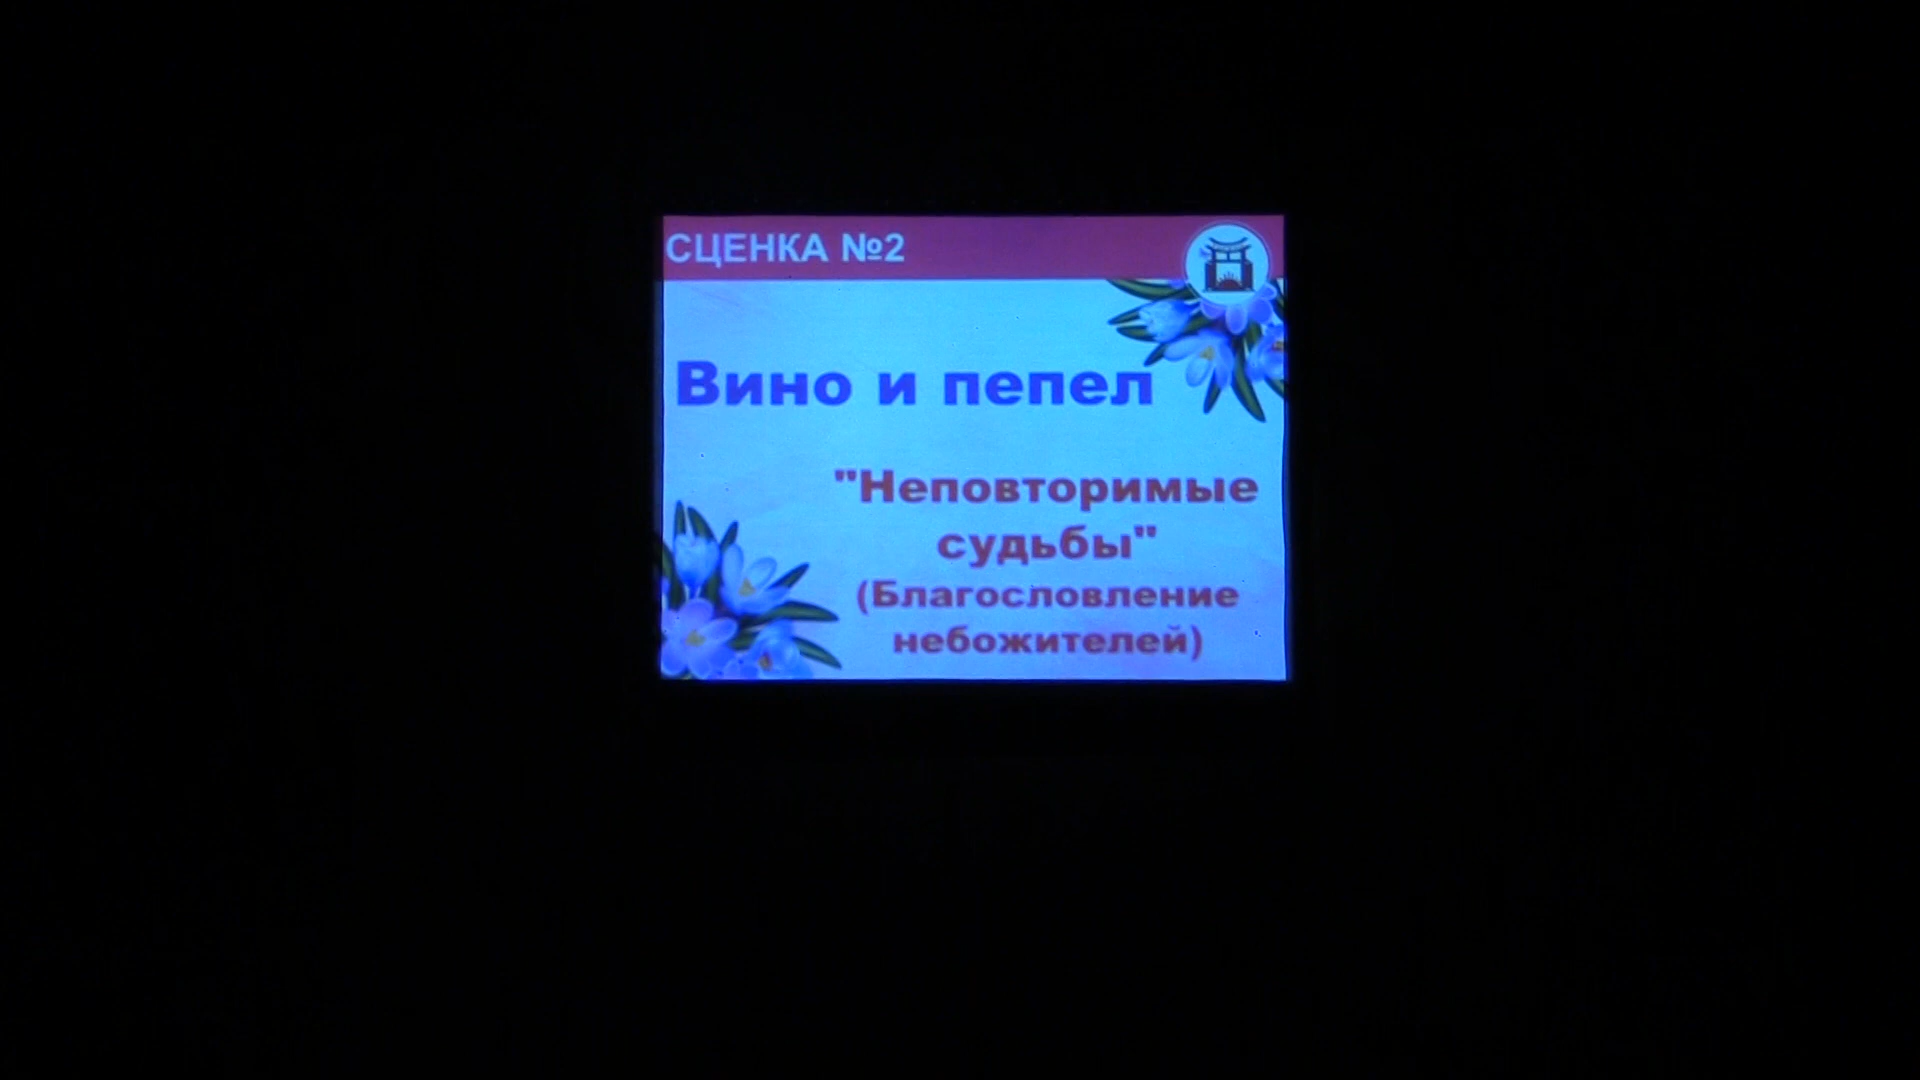 СЦЕНКА №2
Вино и пепел
"Неповторимые
судьбы"
(Благословление
небожителей)